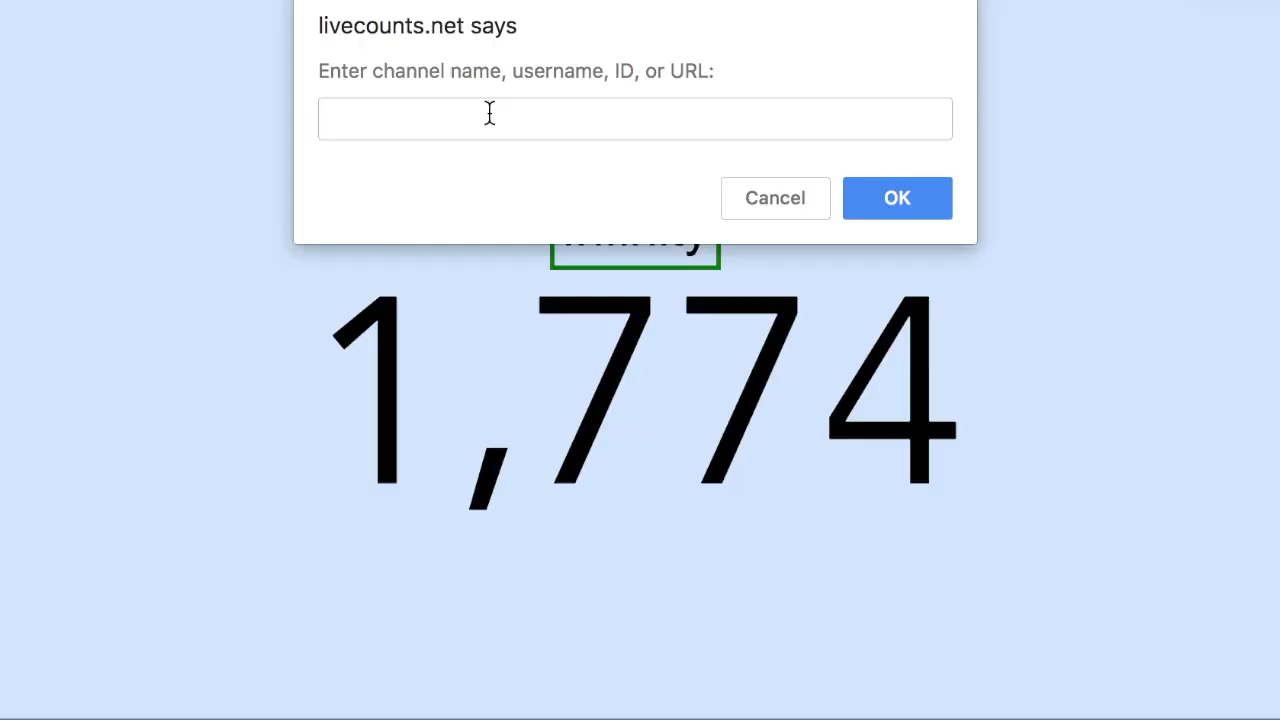 livecounts.net says
Enter channel name, username, ID, or URL:
Cancel
OK
1,774